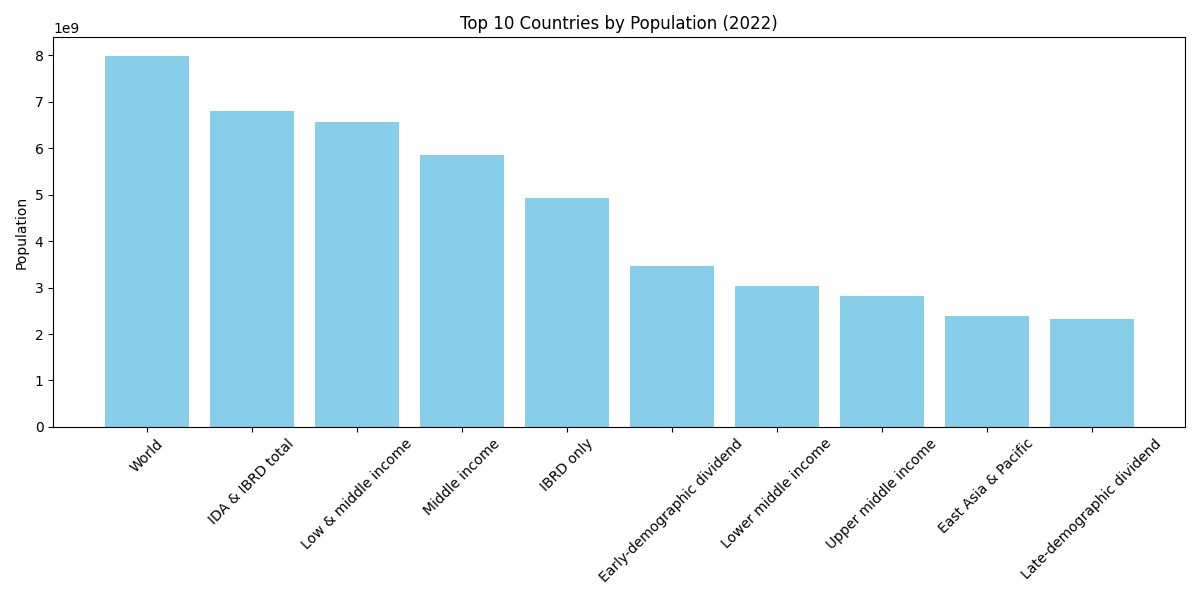 Top 10 Countries by Population (2022)
1e9
Population
8
7
6
5
4
3
2
1
0
World
IDA & IBRD total
Low & middle income
Middle income
IBRD only
Early-demographic dividend
Lower middle income
Upper middle income
East Asia & Pacific
Late-demographic dividend